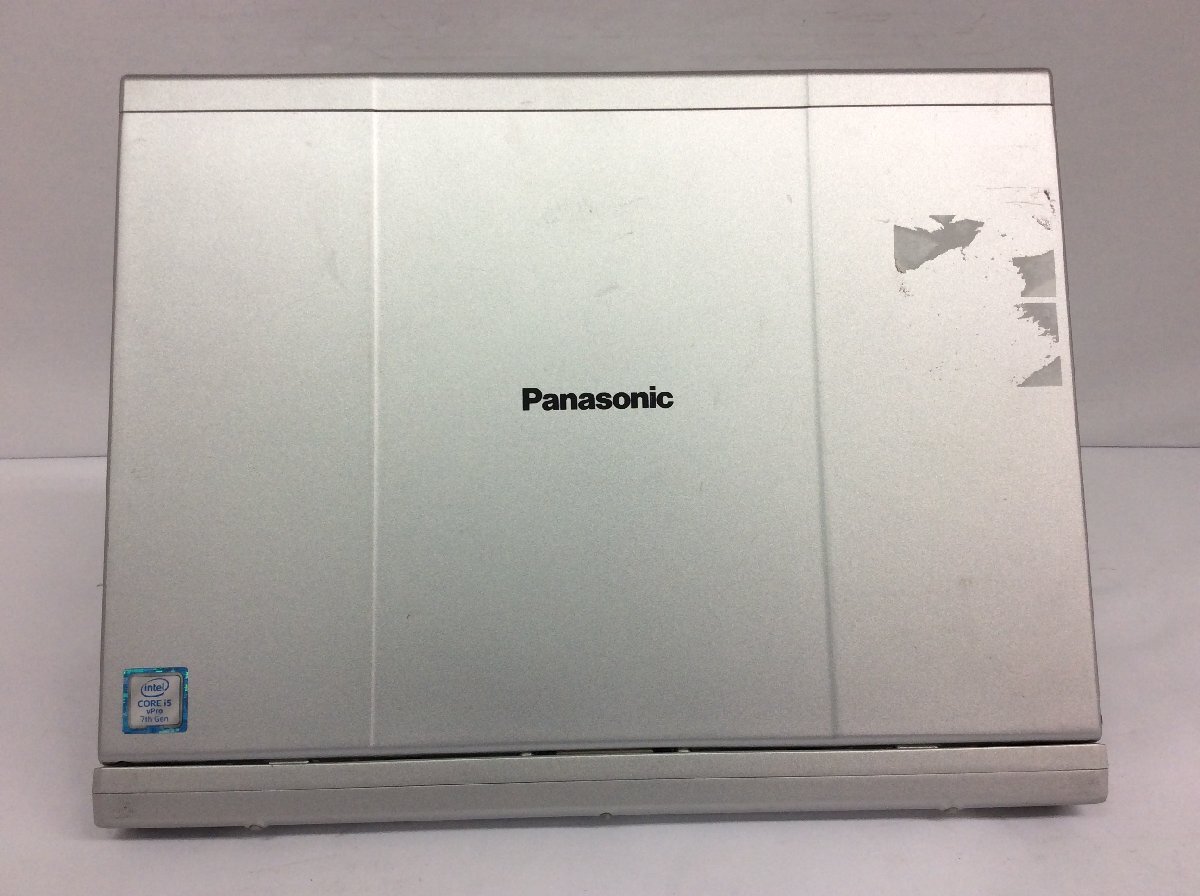 Panasonic
intel
CORE i5
vPro
7th Gen